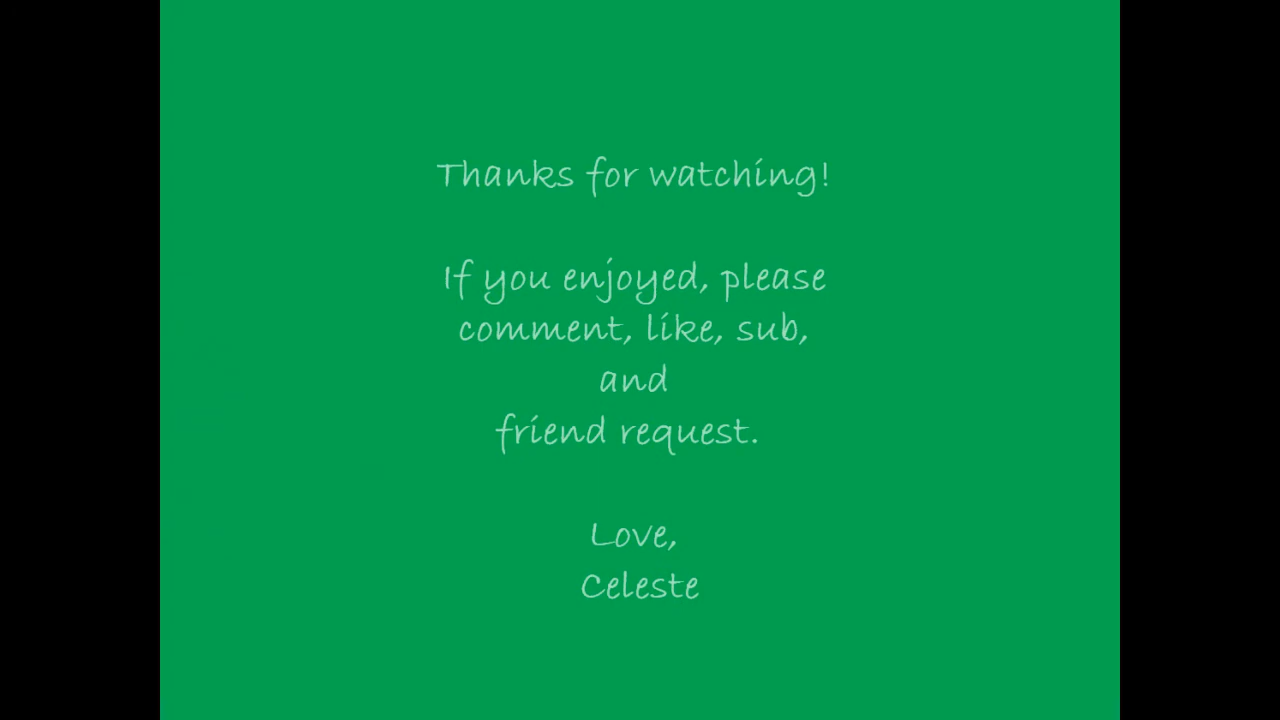 Thanks for watching!
If you enjoyed, please
comment, like, sub,
and
friend request.
Love,
Celeste